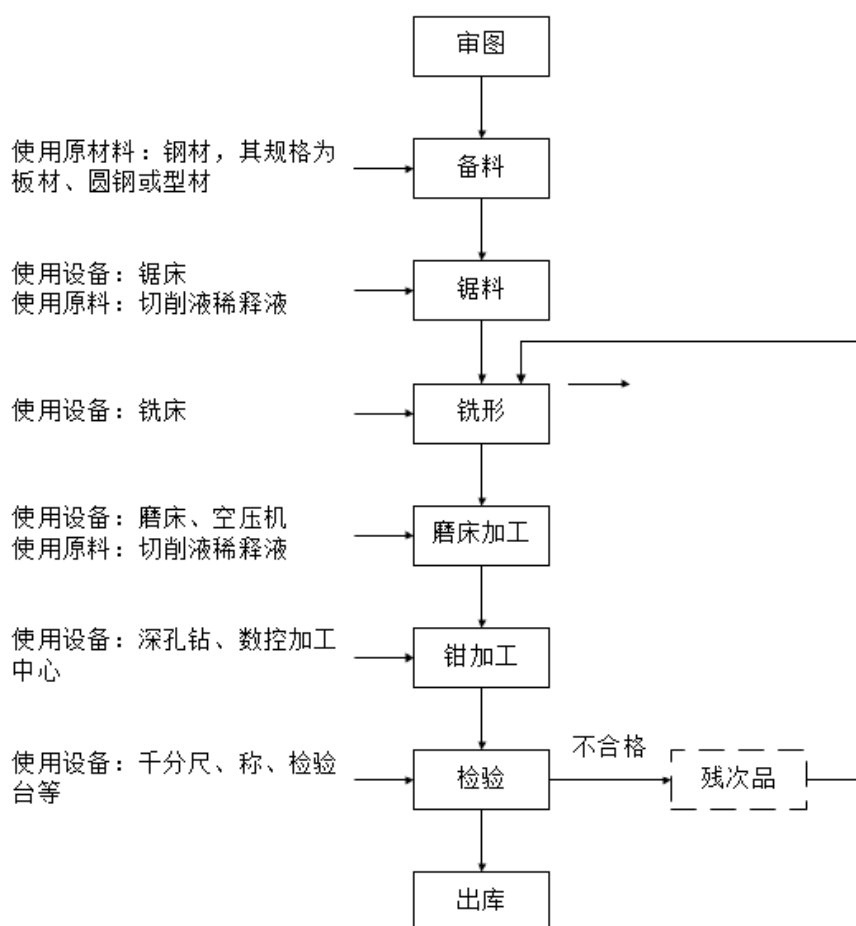 审图
使用原材料：钢材，其规格为
板材、圆钢或型材
备料
使用设备：锯床
使用原料：切削液稀释液
锯料
使用设备：铣床
铣形
使用设备：磨床、空压机
使用原料：切削液稀释液
磨床加工
使用设备：深孔钻、数控加工
中心
钳加工
使用设备：千分尺、称、检验
台等
检验
不合格
残次品
出库